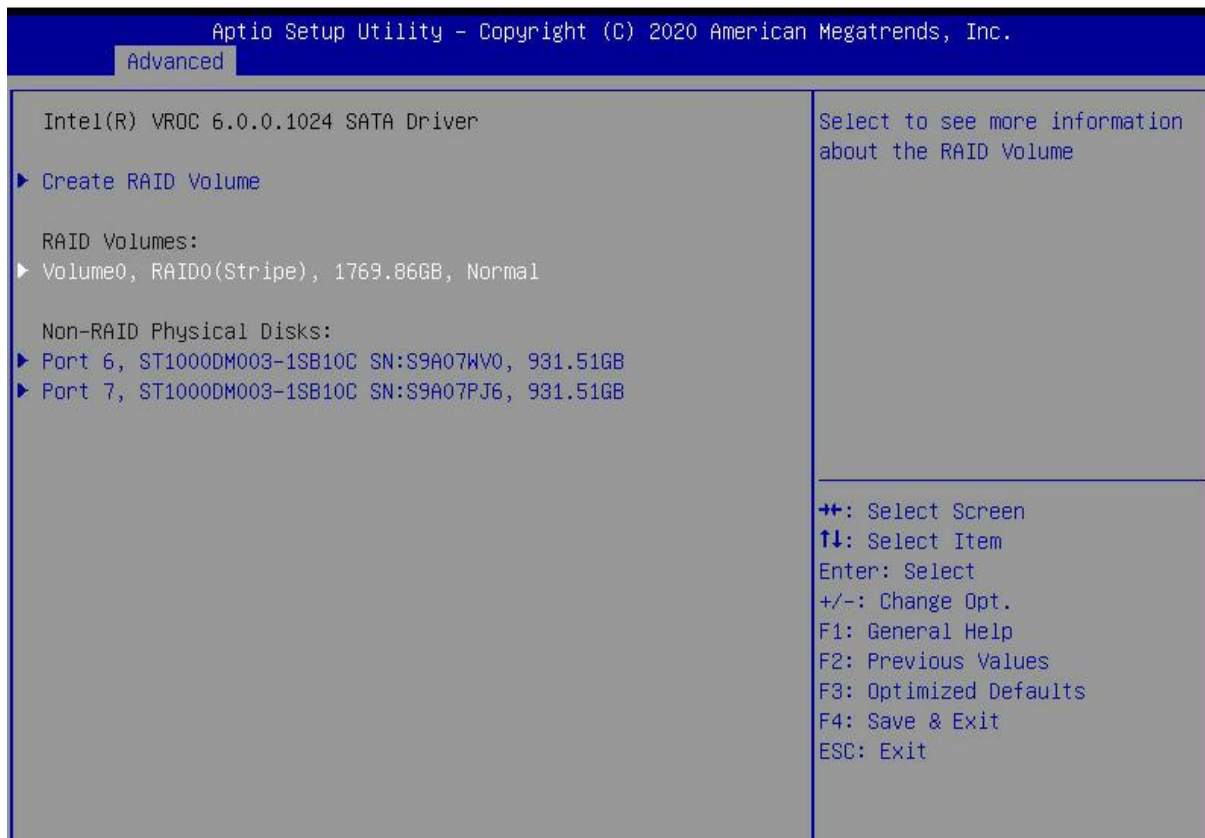 Aptio Setup Utility – Copyright (C) 2020 American Megatrends, Inc.
Advanced
Intel(R) VROC 6.0.0.1024 SATA Driver
Create RAID Volume
RAID Volumes:
Volume0, RAID0(Stripe), 1769.86GB, Normal
Non-RAID Physical Disks:
Port 6, ST1000DM003-1SB10C SN:S9A07WV0, 931.51GB
Port 7, ST1000DM003-1SB10C SN:S9A07PJ6, 931.51GB
Select to see more information
about the RAID Volume
→←: Select Screen
↑↓: Select Item
Enter: Select
+/-: Change Opt.
F1: General Help
F2: Previous Values
F3: Optimized Defaults
F4: Save & Exit
ESC: Exit